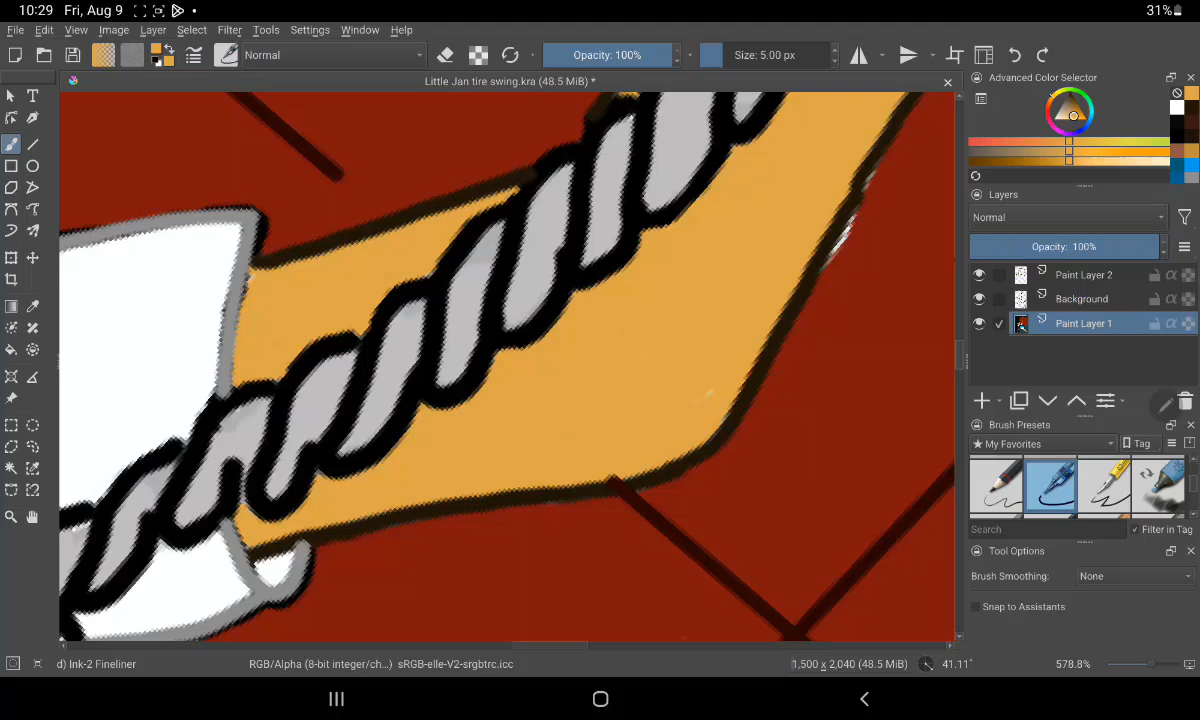 10:29 Fri, Aug 9 31%
File Edit View Image Layer Select Filter Tools Settings Window Help
Normal Opacity: 100% Size: 5.00 px
Little Jan tire swing.kra (48.5 MiB) *
Advanced Color Selector
Layers
Normal
Opacity: 100%
Paint Layer 2
Background
Paint Layer 1
Brush Presets
★ My Favorites Tag
Search Filter in Tag
Tool Options
Brush Smoothing: None
Snap to Assistants
d) Ink-2 Fineliner RGB/Alpha (8-bit integer/ch...) sRGB-elle-V2-srgbtrc.icc 1,500 x 2,040 (48.5 MiB) 41.11° 578.8%